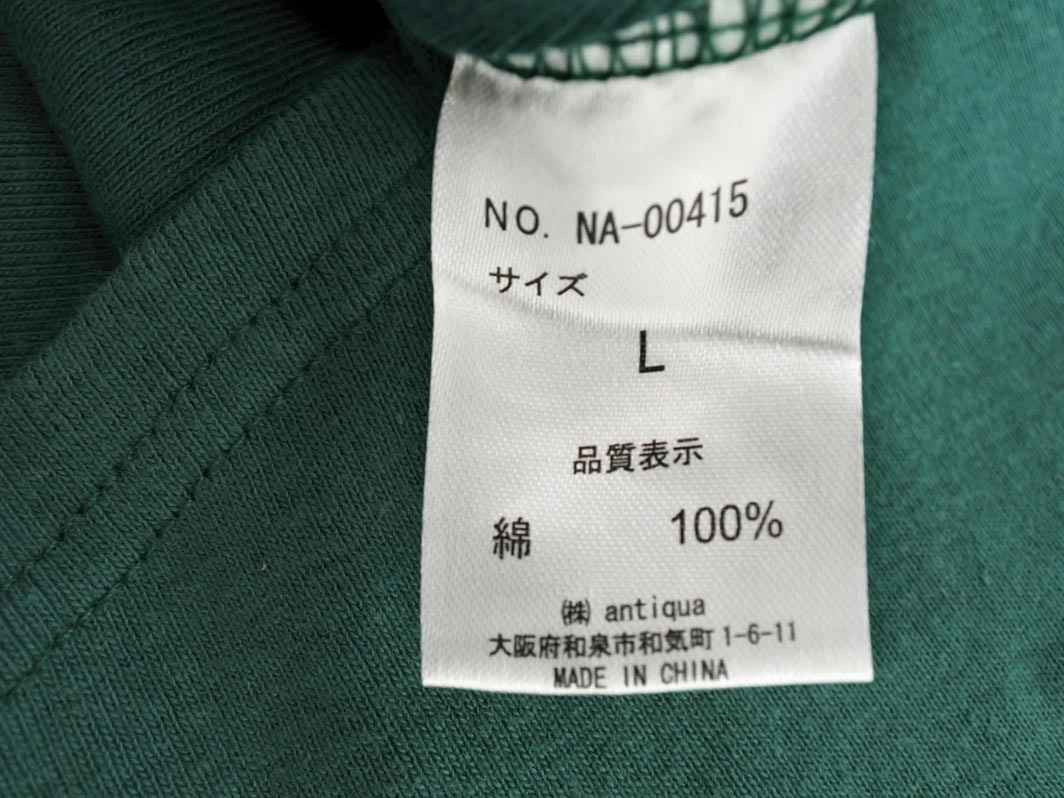 NO. NA-00415
サイズ
L
品質表示
綿 100%
㈱ antiqua
大阪府和泉市和気町1-6-11
MADE IN CHINA